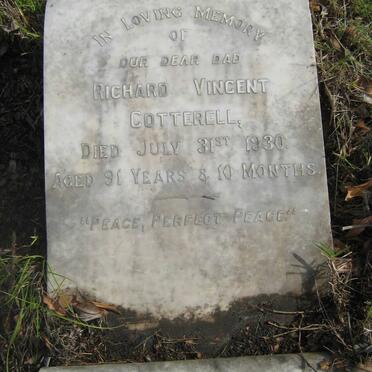 In Loving Memory
of
our dear dad
Richard Vincent
Cotterell,
Died July 31st 1930.
Aged 91 Years & 10 Months.
"Peace, Perfect Peace"